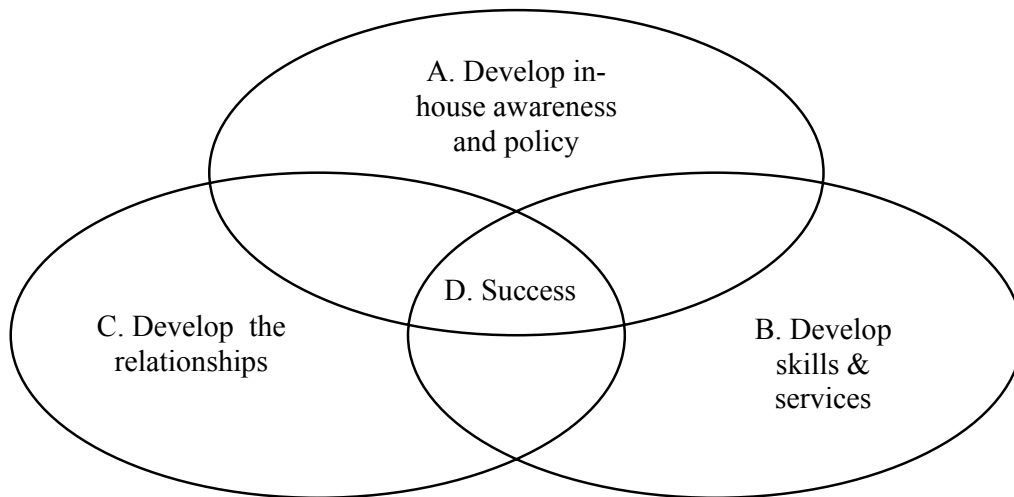 A. Develop in-
house awareness
and policy
D. Success
C. Develop  the
relationships
B. Develop
skills &
services